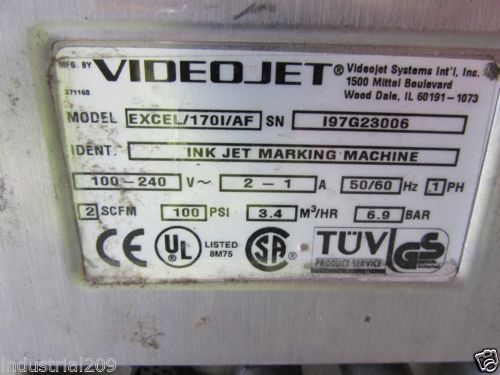 MFG. BY VIDEOJET® Videojet Systems Int'l, Inc.
1500 Mittel Boulevard
371160
Wood Dale, IL 60191-1073
MODEL EXCEL/170I/AF SN I97G23006
IDENT. INK JET MARKING MACHINE
100-240 V~ 2-1 A 50/60 Hz 1 PH
2 SCFM 100 PSI 3.4 M³/HR 6.9 BAR
CE UL LISTED 8M75 SA TÜV PRODUCT SERVICE GS
industrial209